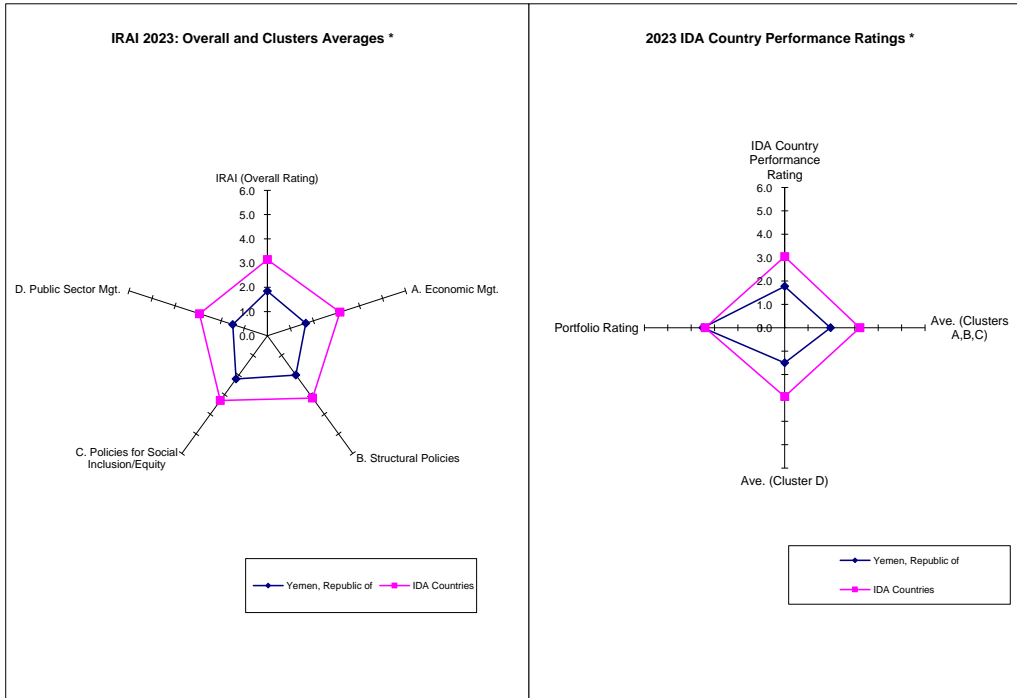 IRAI 2023: Overall and Clusters Averages *
IRAI (Overall Rating)
6.0
5.0
4.0
3.0
2.0
1.0
0.0
A. Economic Mgt.
B. Structural Policies
C. Policies for Social
Inclusion/Equity
D. Public Sector Mgt.
Yemen, Republic of
IDA Countries
2023 IDA Country Performance Ratings *
IDA Country
Performance
Rating
6.0
5.0
4.0
3.0
2.0
1.0
0.0
Ave. (Clusters
A,B,C)
Ave. (Cluster D)
Portfolio Rating
Yemen, Republic of
IDA Countries